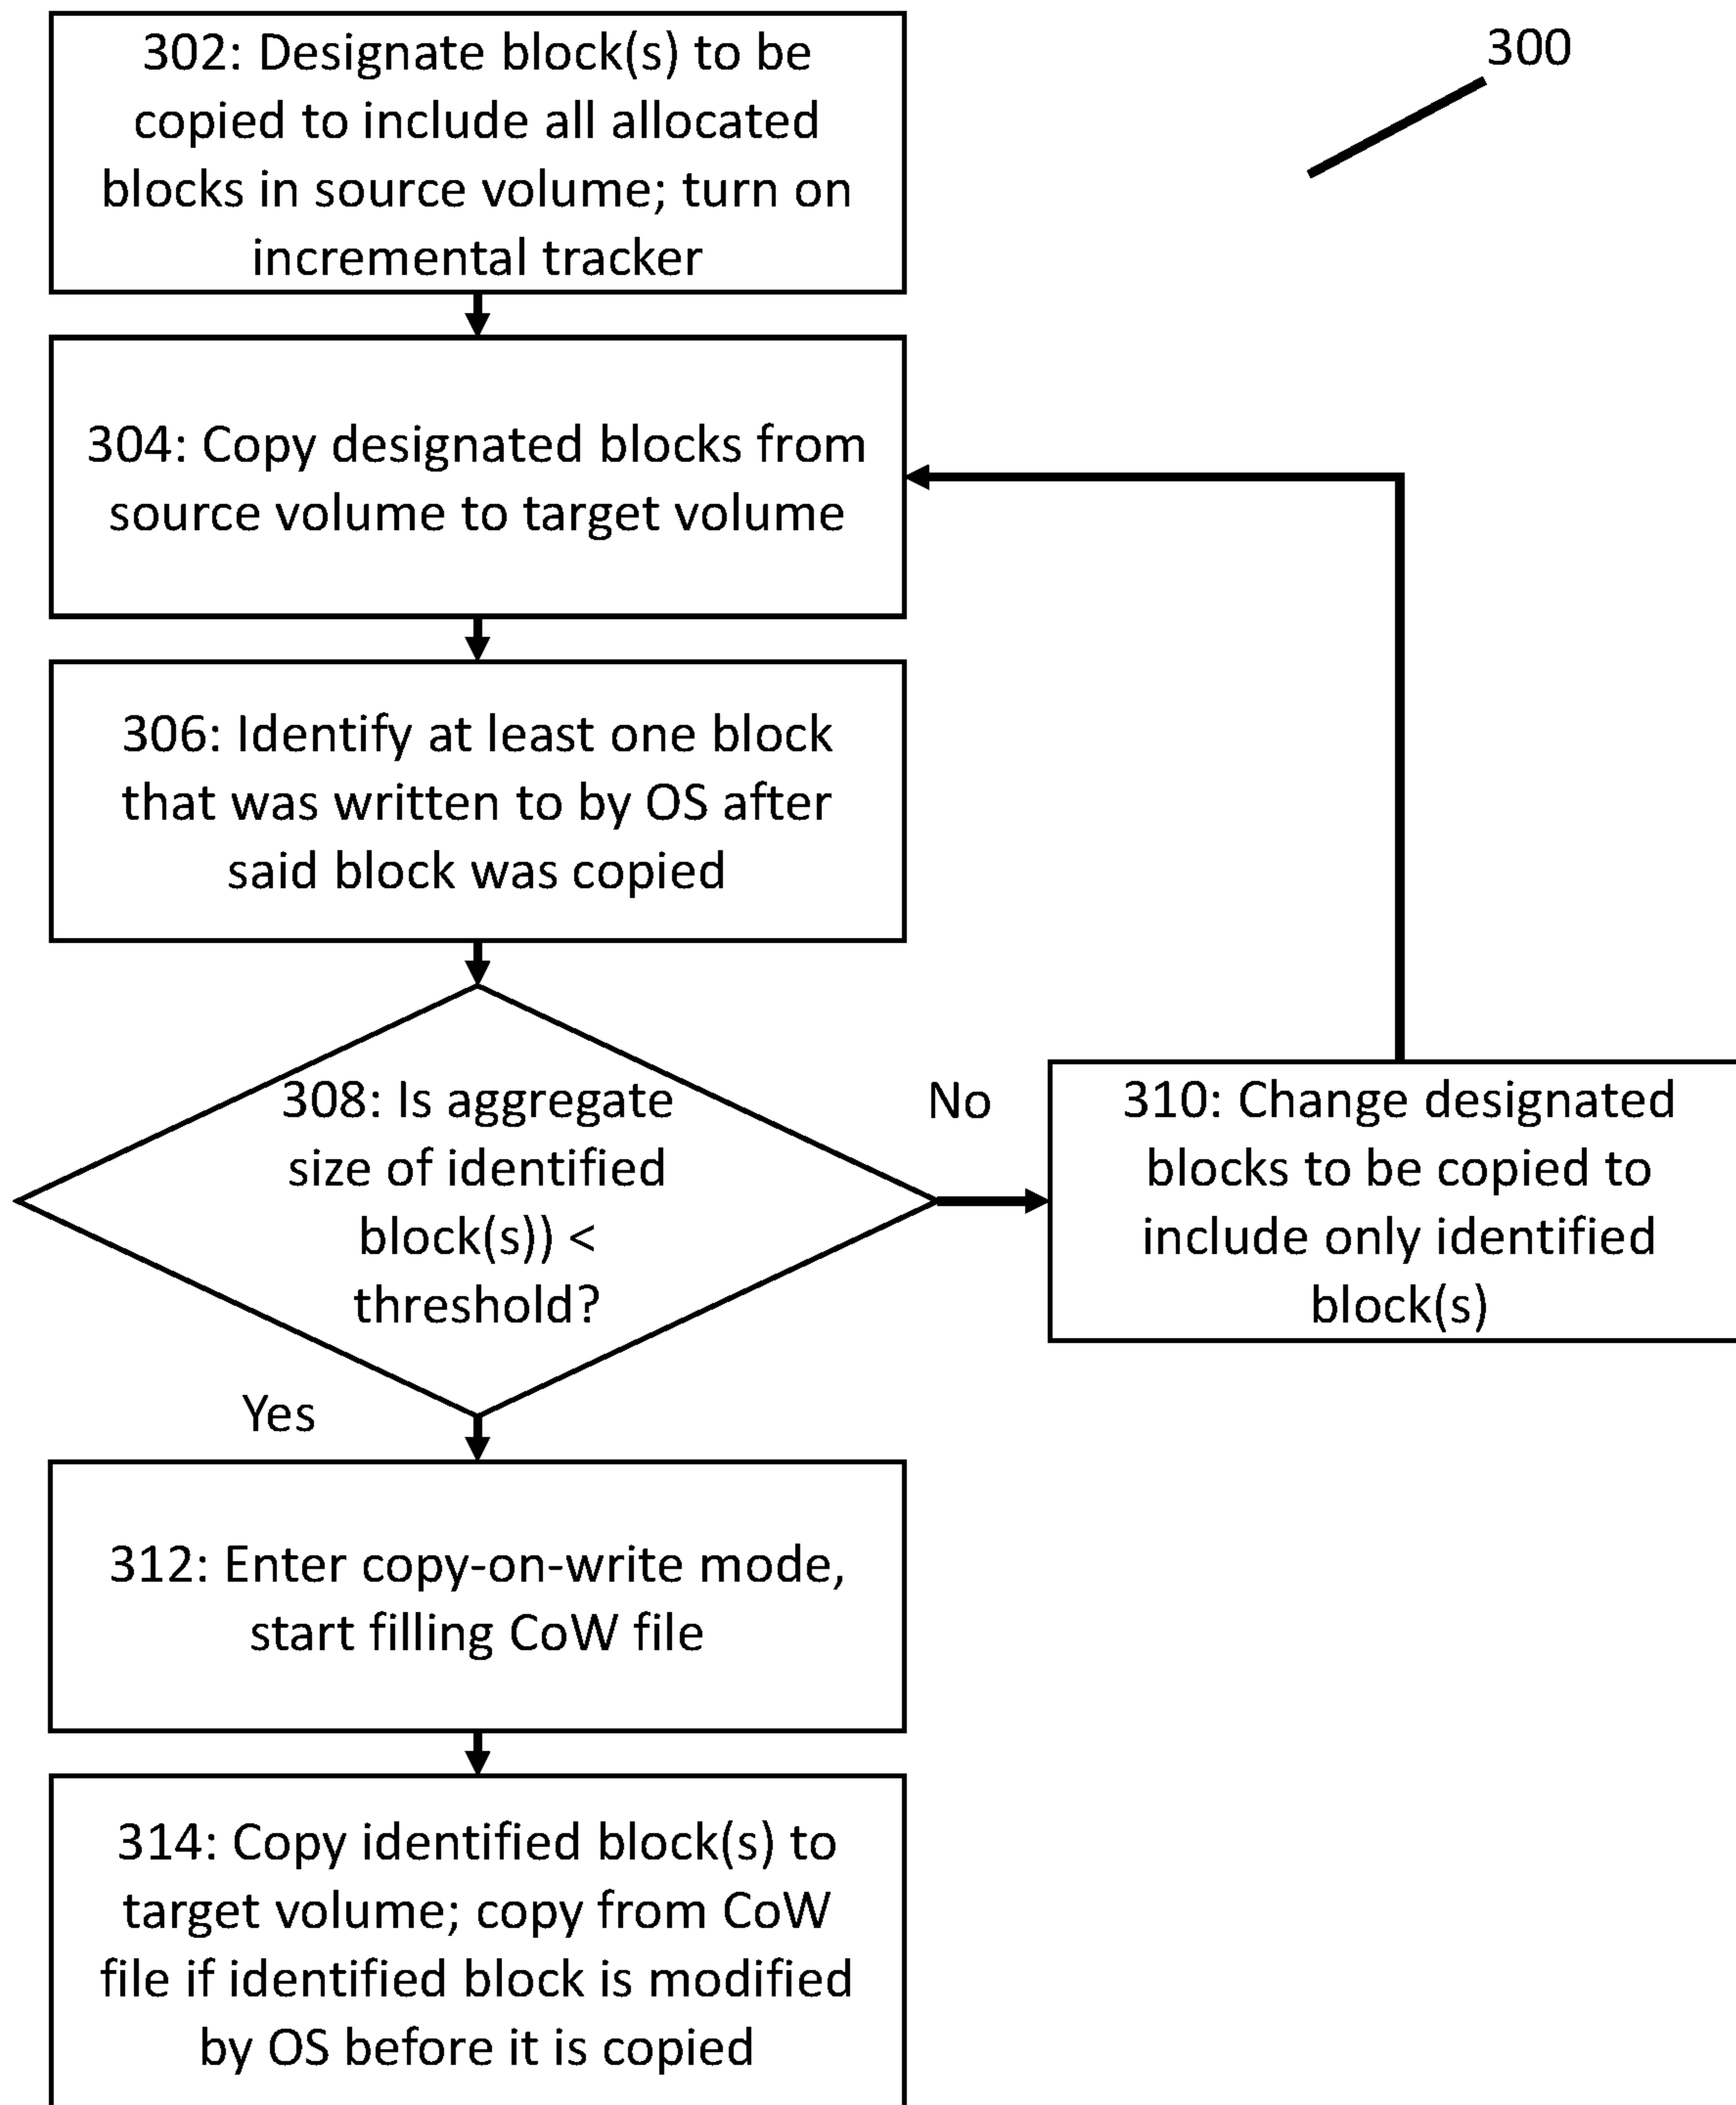 302: Designate block(s) to be
copied to include all allocated
blocks in source volume; turn on
incremental tracker
300
304: Copy designated blocks from
source volume to target volume
306: Identify at least one block
that was written to by OS after
said block was copied
308: Is aggregate
size of identified
block(s)) <
threshold?
No
310: Change designated
blocks to be copied to
include only identified
block(s)
Yes
312: Enter copy-on-write mode,
start filling CoW file
314: Copy identified block(s) to
target volume; copy from CoW
file if identified block is modified
by OS before it is copied